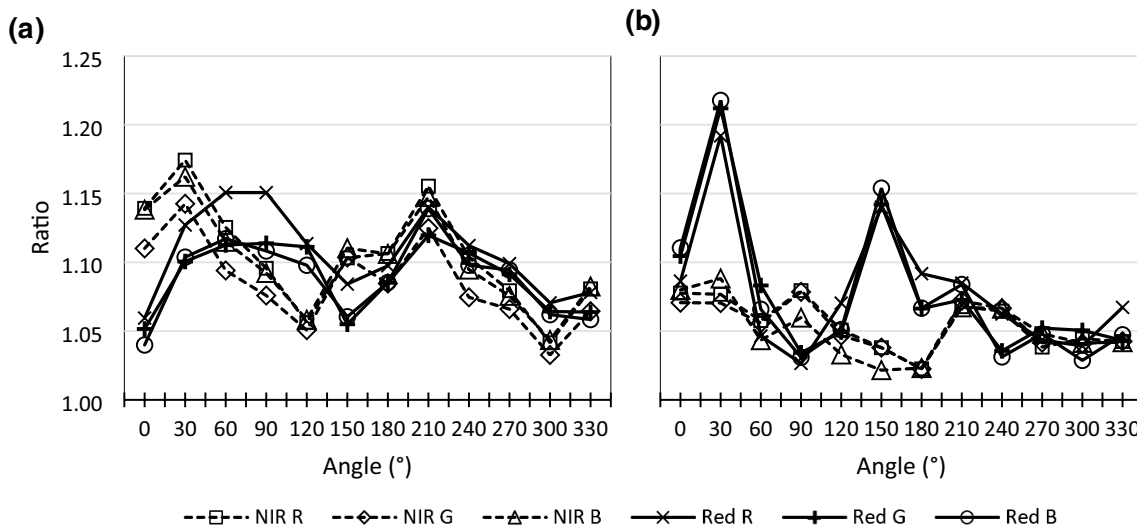 (a)
(b)
1.25
1.20
1.15
1.10
1.05
1.00
Ratio
0 30 60 90 120 150 180 210 240 270 300 330
0 30 60 90 120 150 180 210 240 270 300 330
Angle (°)
Angle (°)
NIR R NIR G NIR B Red R Red G Red B